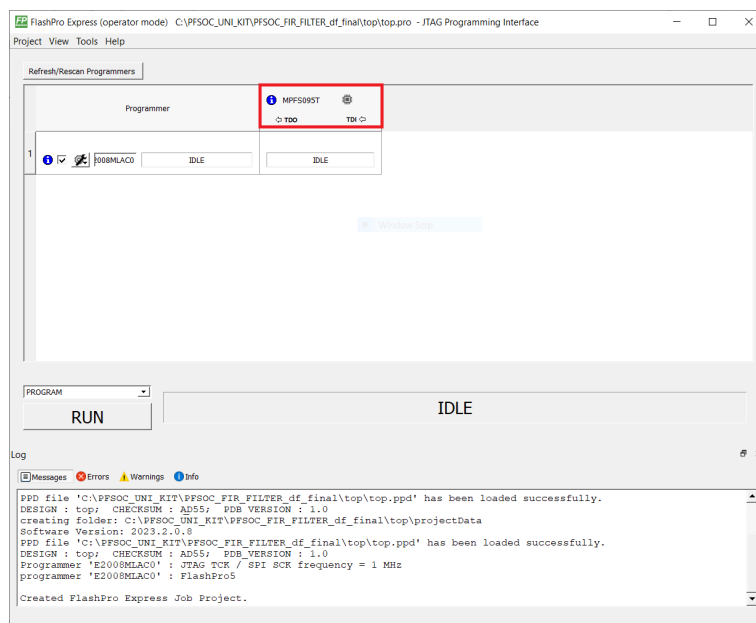 FlashPro Express (operator mode) C:\PFSOC_UNI_KIT\PFSOC_FIR_FILTER_df_final\top\top.pro - JTAG Programming Interface
Project View Tools Help
Refresh/Rescan Programmers
Programmer
MPFS095T
TDO TDI
1 2008MLAC0 IDLE IDLE
Window Snip
PROGRAM
RUN
IDLE
Log
Messages Errors Warnings Info
PPD file 'C:\PFSOC_UNI_KIT\PFSOC_FIR_FILTER_df_final\top\top.ppd' has been loaded successfully.
DESIGN : top; CHECKSUM : AD55; PDB_VERSION : 1.0
creating folder: C:\PFSOC_UNI_KIT\PFSOC_FIR_FILTER_df_final\top\projectData
Software Version: 2023.2.0.8
PPD file 'C:\PFSOC_UNI_KIT\PFSOC_FIR_FILTER_df_final\top\top.ppd' has been loaded successfully.
DESIGN : top; CHECKSUM : AD55; PDB_VERSION : 1.0
Programmer 'E2008MLAC0' : JTAG TCK / SPI SCK frequency = 1 MHz
programmer 'E2008MLAC0' : FlashPro5
Created FlashPro Express Job Project.